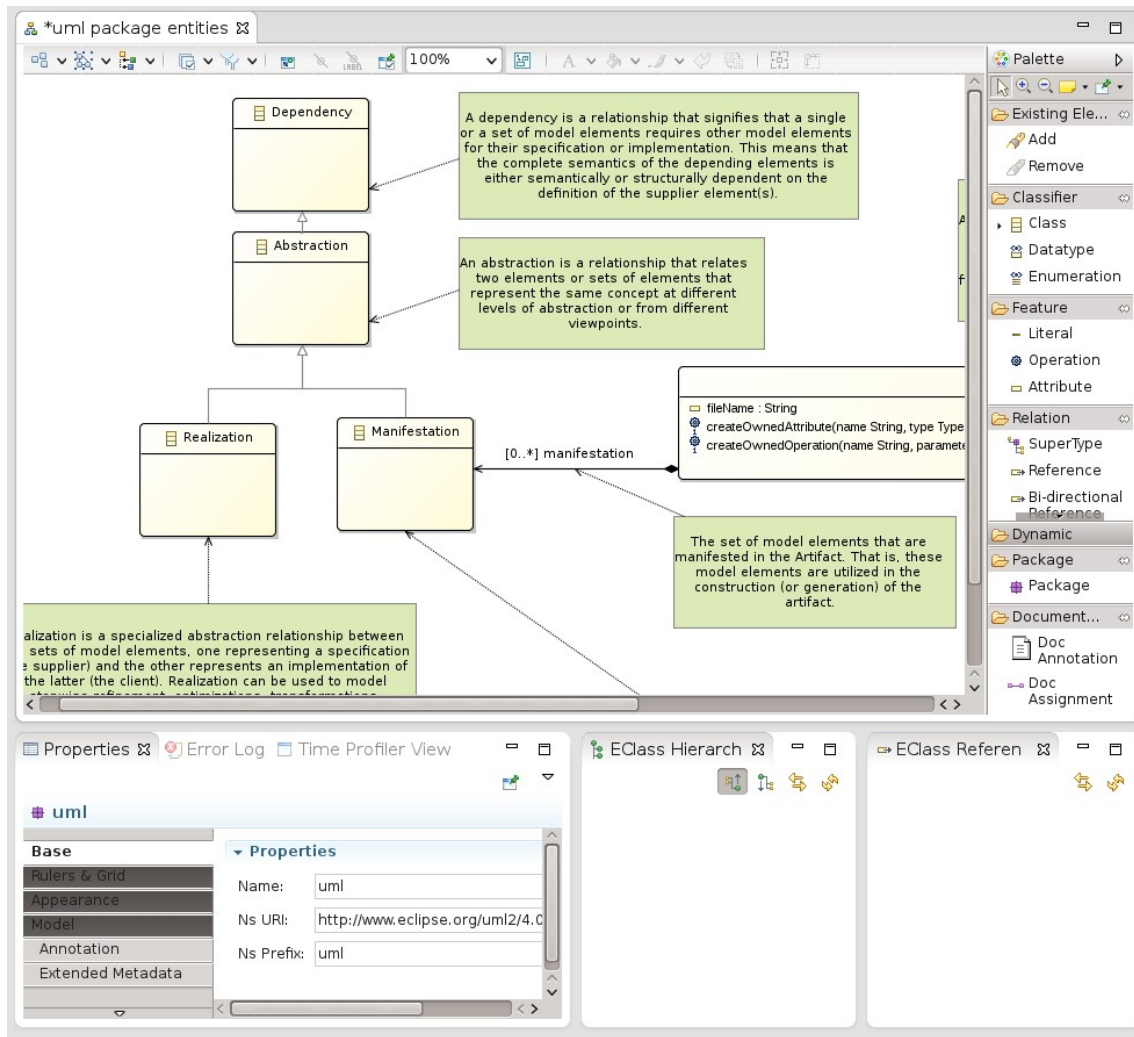 *uml package entities
100%
LABEL
Dependency
A dependency is a relationship that signifies that a single
or a set of model elements requires other model elements
for their specification or implementation. This means that
the complete semantics of the depending elements is
either semantically or structurally dependent on the
definition of the supplier element(s).
Abstraction
An abstraction is a relationship that relates
two elements or sets of elements that
represent the same concept at different
levels of abstraction or from different
viewpoints.
A
f
Realization
Manifestation
[0..*] manifestation
fileName : String
createOwnedAttribute(name String, type Type
createOwnedOperation(name String, paramete
The set of model elements that are
manifested in the Artifact. That is, these
model elements are utilized in the
construction (or generation) of the
artifact.
alization is a specialized abstraction relationship between
sets of model elements, one representing a specification
e supplier) and the other represents an implementation of
the latter (the client). Realization can be used to model
stepwise refinement, optimizations, transformations,
Palette
Existing Ele...
Add
Remove
Classifier
Class
Datatype
Enumeration
Feature
Literal
Operation
Attribute
Relation
SuperType
Reference
Bi-directional
Reference
Dynamic
Package
Package
Document...
Doc
Annotation
Doc
Assignment
Properties
Error Log
Time Profiler View
uml
Base
Rulers & Grid
Appearance
Model
Annotation
Extended Metadata
Properties
Name: uml
Ns URI: http://www.eclipse.org/uml2/4.0
Ns Prefix: uml
EClass Hierarch
EClass Referen